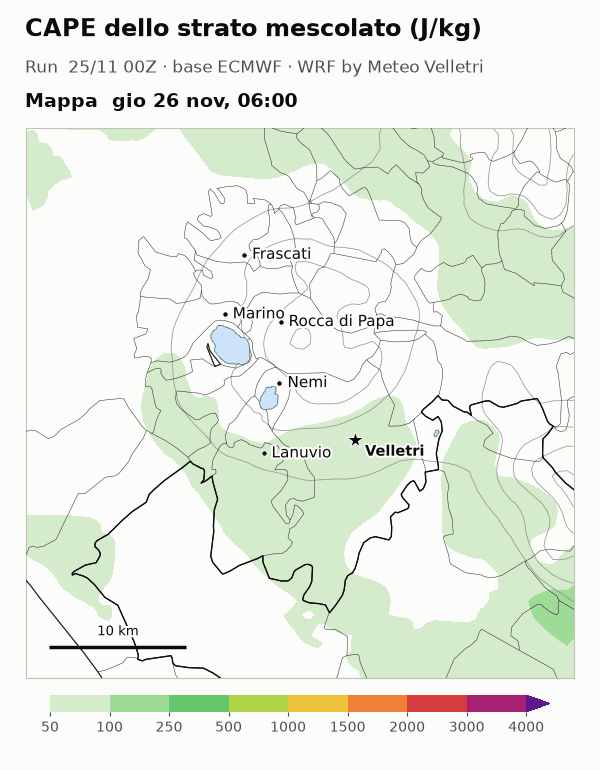 CAPE dello strato mescolato (J/kg)
Run  25/11 00Z · base ECMWF · WRF by Meteo Velletri
Mappa  gio 26 nov, 06:00
Frascati
Marino
Rocca di Papa
Nemi
Velletri
Lanuvio
10 km
50 100 250 500 1000 1500 2000 3000 4000